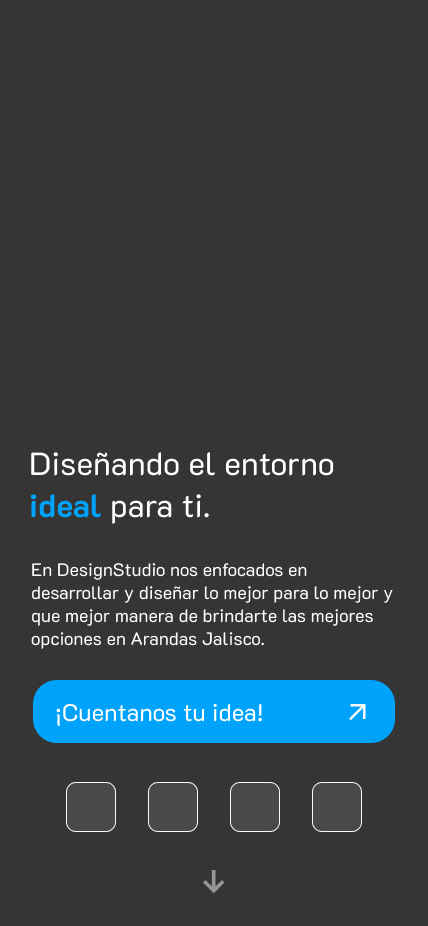 Diseñando el entorno
ideal para ti.
En DesignStudio nos enfocados en
desarrollar y diseñar lo mejor para lo mejor y
que mejor manera de brindarte las mejores
opciones en Arandas Jalisco.
¡Cuentanos tu idea!